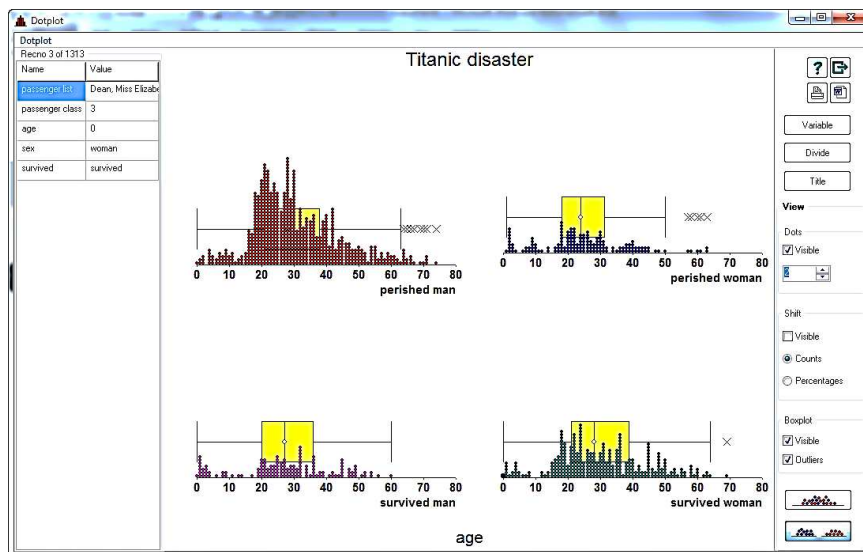 Dotplot
Dotplot
Recno 3 of 1313
Name Value
passenger list Dean, Miss Elizabe
passenger class 3
age 0
sex woman
survived survived
Titanic disaster
0 10 20 30 40 50 60 70 80
perished man
0 10 20 30 40 50 60 70 80
perished woman
0 10 20 30 40 50 60 70 80
survived man
0 10 20 30 40 50 60 70 80
survived woman
age
?
Variable
Divide
Title
View
Dots
Visible
2
Shift
Visible
Counts
Percentages
Boxplot
Visible
Outliers